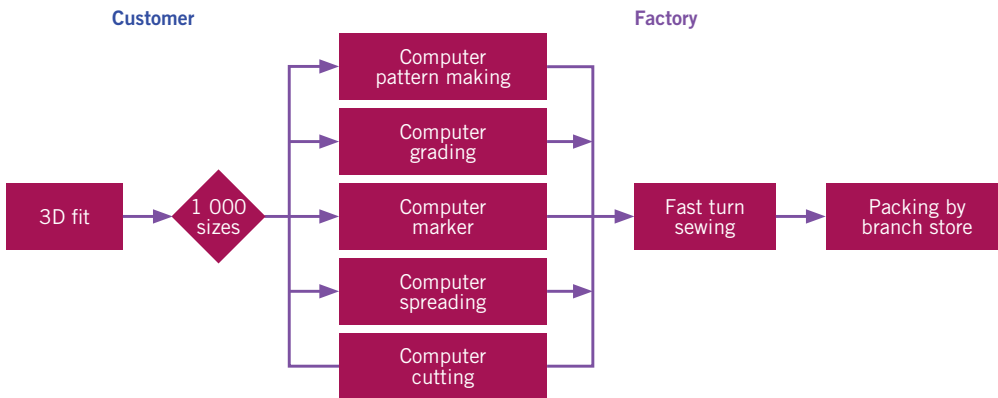 Customer
Factory
3D fit
1 000
sizes
Computer
pattern making
Computer
grading
Computer
marker
Computer
spreading
Computer
cutting
Fast turn
sewing
Packing by
branch store